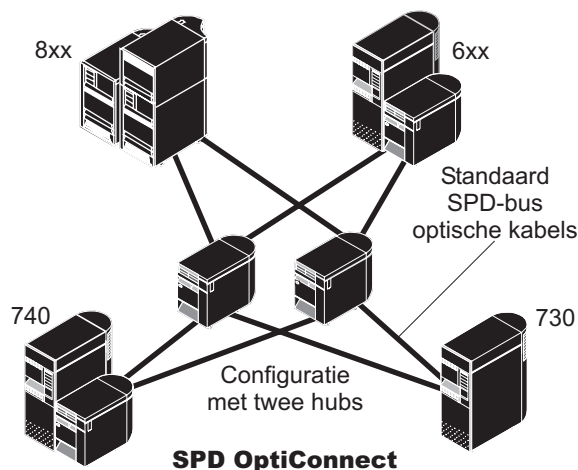 8xx
6xx
Standaard
SPD-bus
optische kabels
740
730
Configuratie
met twee hubs
SPD OptiConnect